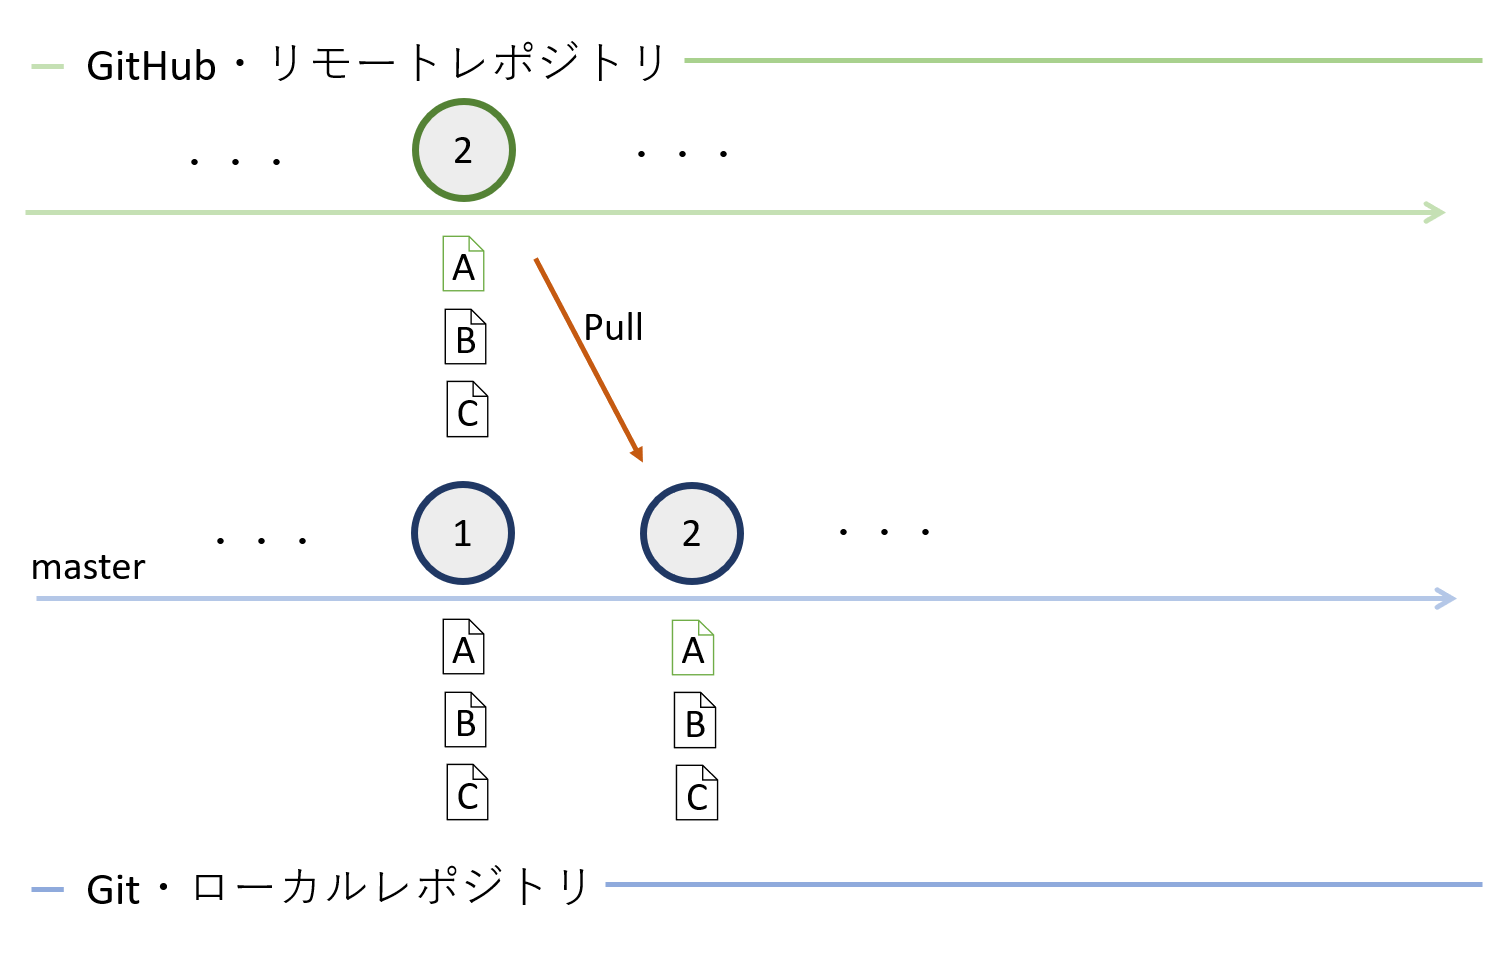 GitHub・リモートレポジトリ
・・・ 2 ・・・
A
Pull
B
C
・・・ 1 2 ・・・
master
A A
B B
C C
Git・ローカルレポジトリ